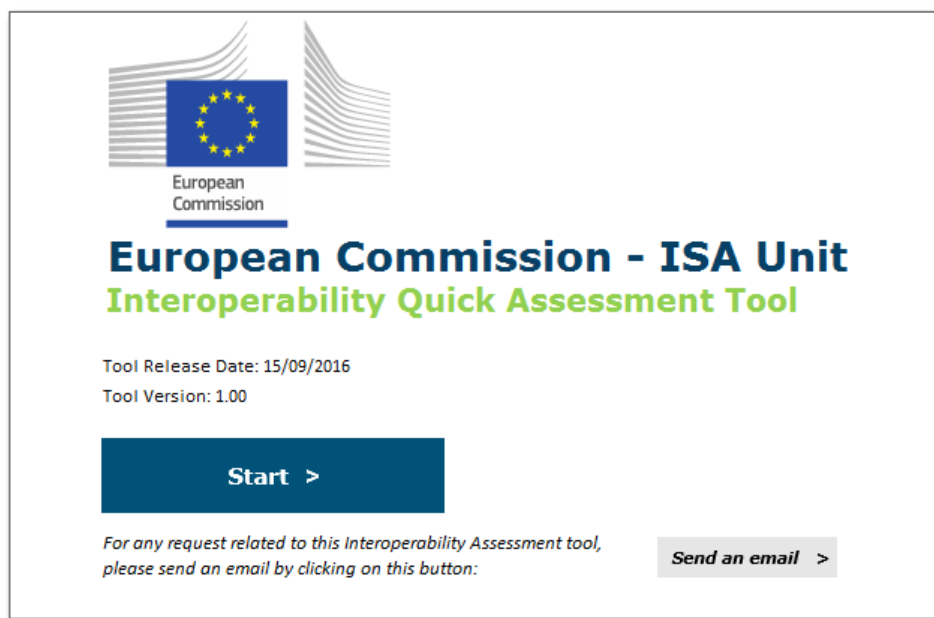 European
Commission
European Commission - ISA Unit
Interoperability Quick Assessment Tool
Tool Release Date: 15/09/2016
Tool Version: 1.00
Start >
For any request related to this Interoperability Assessment tool,
please send an email by clicking on this button:
Send an email >